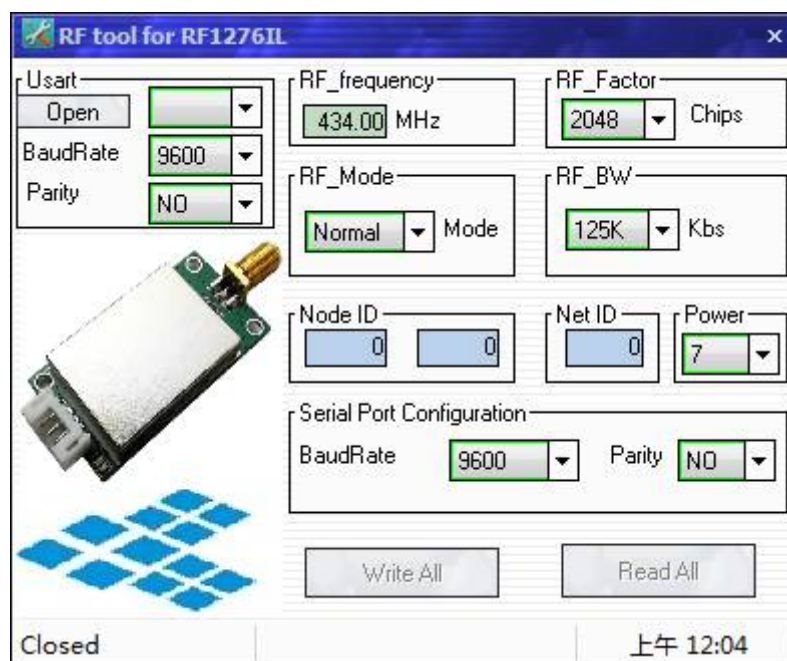 RF tool for RF1276IL
Usart
Open
BaudRate 9600
Parity NO
RF_frequency
434.00 MHz
RF_Factor
2048 Chips
RF_Mode
Normal Mode
RF_BW
125K Kbs
Node ID
0 0
Net ID
0
Power
7
Serial Port Configuration
BaudRate 9600 Parity NO
Write All Read All
Closed 上午 12:04